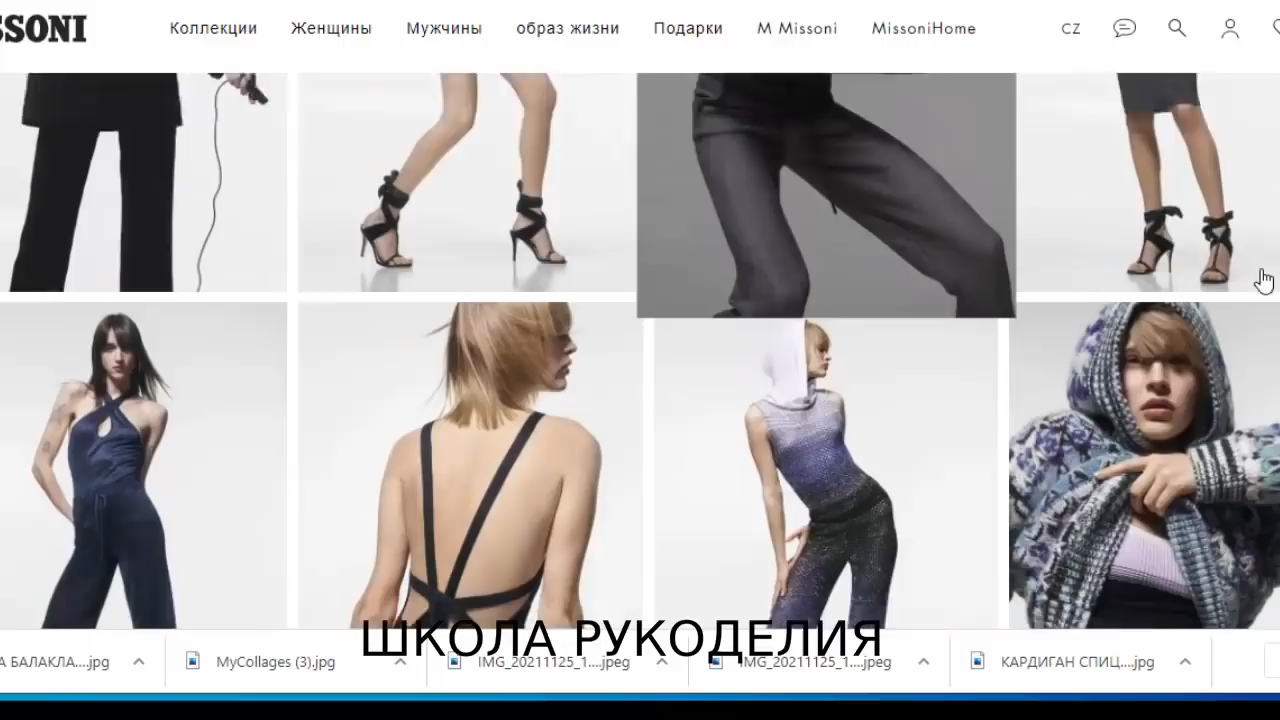 SSONI Коллекции Женщины Мужчины образ жизни Подарки M Missoni MissoniHome CZ
ШКОЛА РУКОДЕЛИЯ
А БАЛАКЛА....jpg MyCollages (3).jpg IMG_20211125_1....jpeg IMG_20211125_1....jpeg КАРДИГАН СПИЦ....jpg